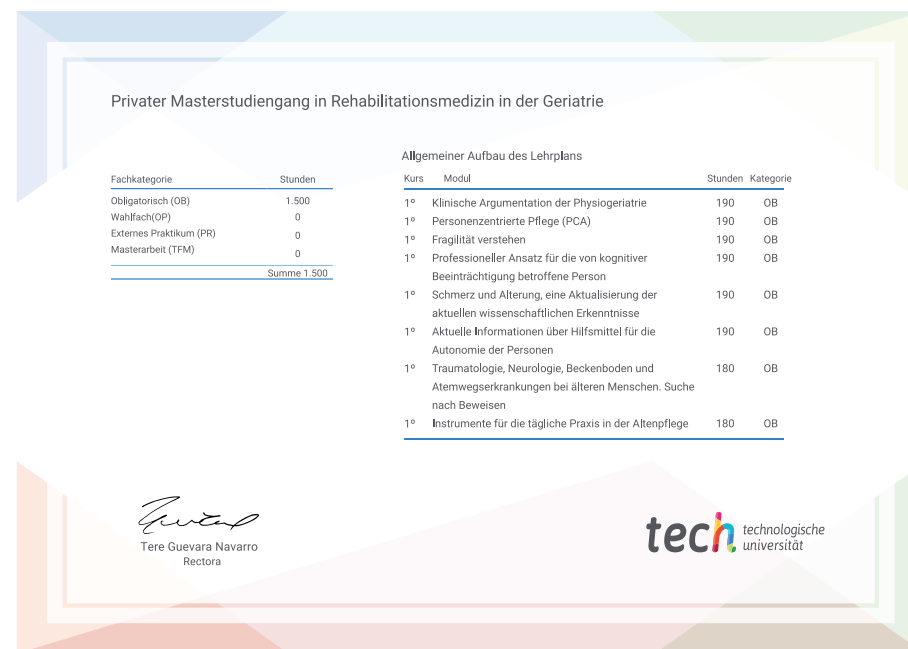 Privater Masterstudiengang in Rehabilitationsmedizin in der Geriatrie
Fachkategorie Stunden
Obligatorisch (OB) 1.500
Wahlfach(OP) 0
Externes Praktikum (PR) 0
Masterarbeit (TFM) 0
Summe 1.500
Allgemeiner Aufbau des Lehrplans
Kurs Modul Stunden Kategorie
1º Klinische Argumentation der Physiogeriatrie 190 OB
1º Personenzentrierte Pflege (PCA) 190 OB
1º Fragilität verstehen 190 OB
1º Professioneller Ansatz für die von kognitiver 190 OB
Beeinträchtigung betroffene Person
1º Schmerz und Alterung, eine Aktualisierung der 190 OB
aktuellen wissenschaftlichen Erkenntnisse
1º Aktuelle Informationen über Hilfsmittel für die 190 OB
Autonomie der Personen
1º Traumatologie, Neurologie, Beckenboden und 180 OB
Atemwegserkrankungen bei älteren Menschen. Suche
nach Beweisen
1º Instrumente für die tägliche Praxis in der Altenpflege 180 OB
Tere Guevara Navarro
Rectora
tech technologische
universität